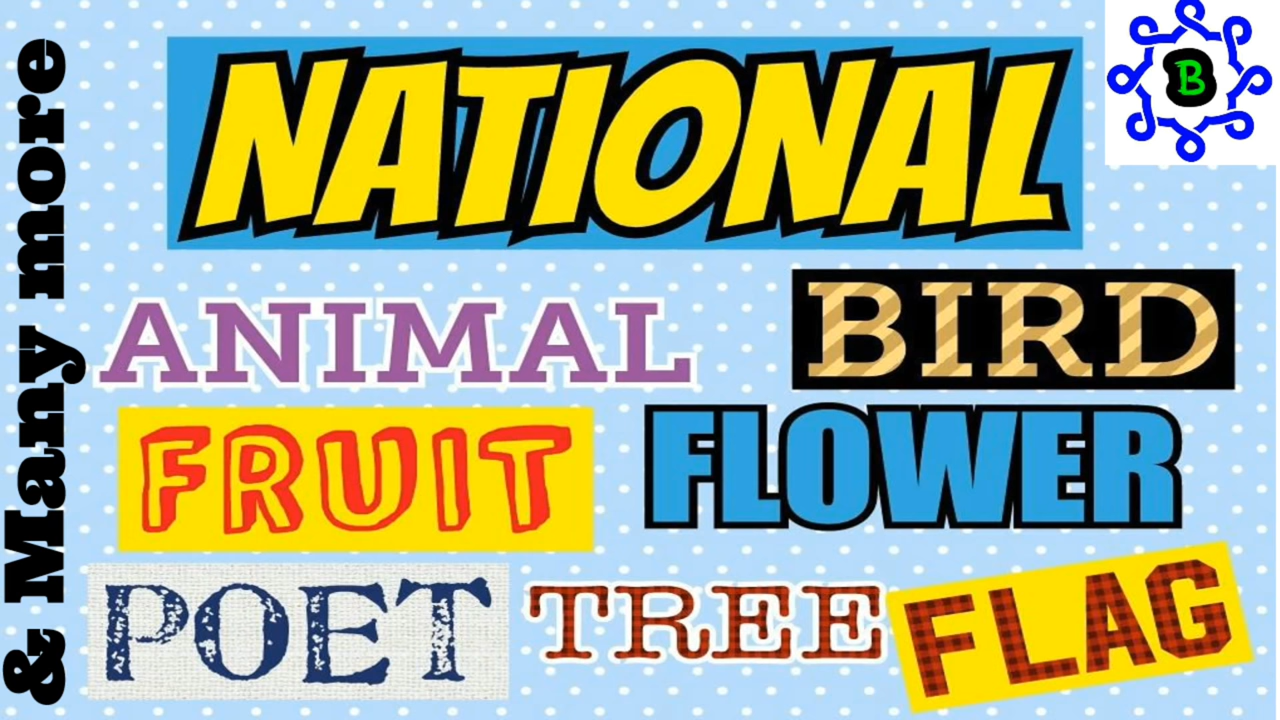 NATIONAL
B
ANIMAL
BIRD
FRUIT
FLOWER
POET
TREE
FLAG
& Many more